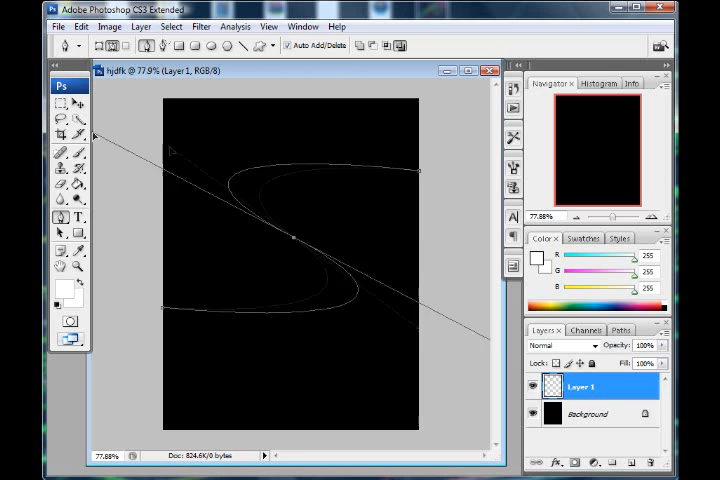 Adobe Photoshop CS3 Extended
File Edit Image Layer Select Filter Analysis View Window Help
Auto Add/Delete
hjdfk @ 77.9% (Layer 1, RGB/8)
Ps
T
Navigator Histogram Info
77.88%
Color Swatches Styles
R 255
G 255
B 255
A
Layers Channels Paths
Normal Opacity: 100%
Lock: Fill: 100%
Layer 1
Background
77.88% Doc: 824.6K/0 bytes